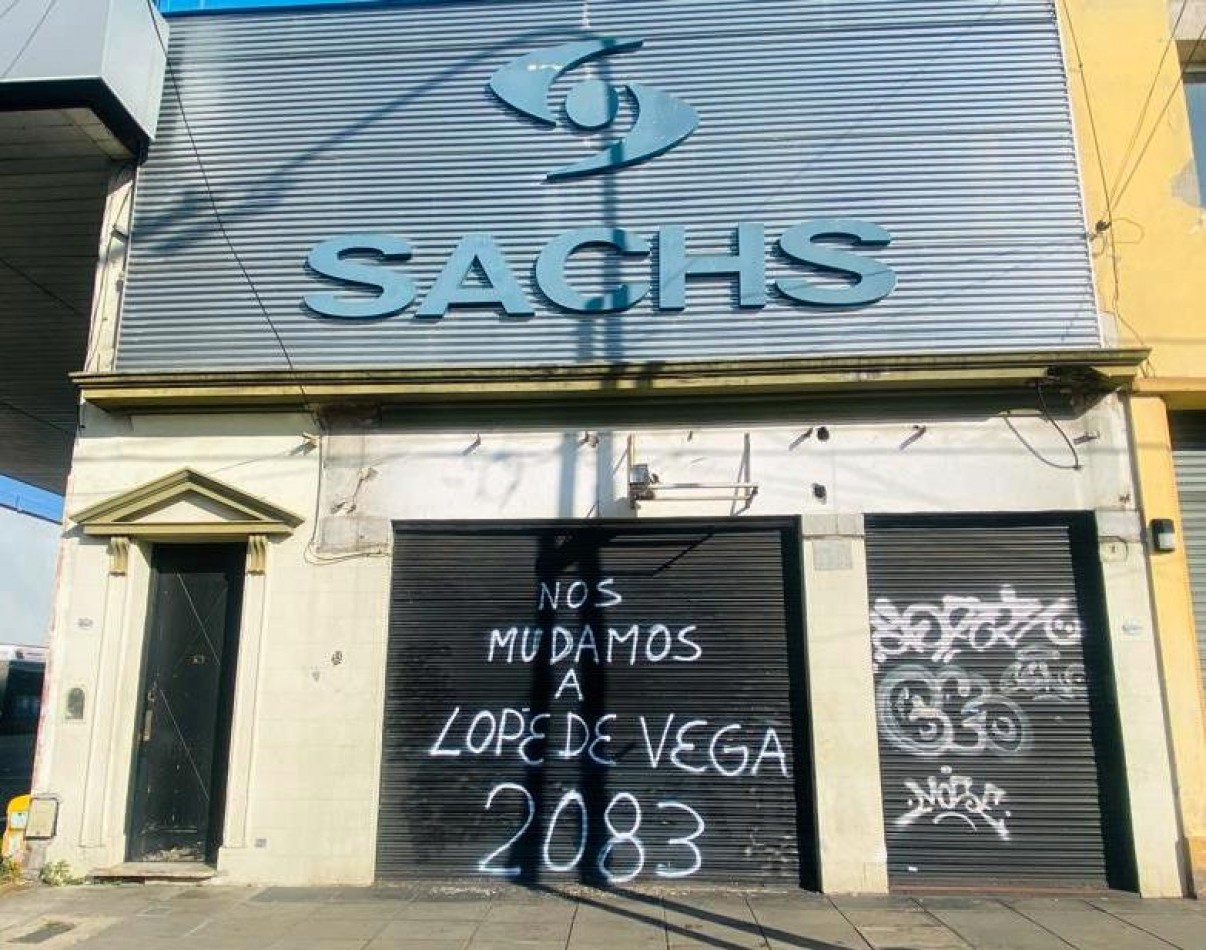 SACHS
NOS
MUDAMOS
A
LOPE DE VEGA
2083